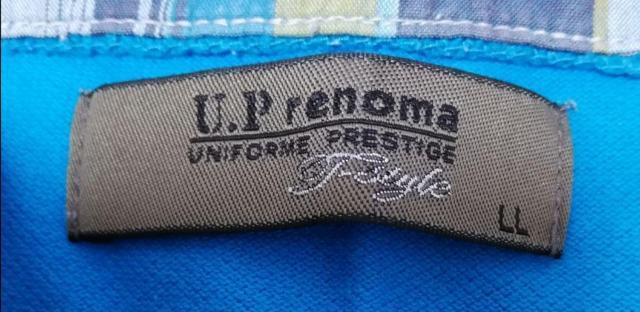 U.P renoma
UNIFORME PRESTIGE
T-Style
LL